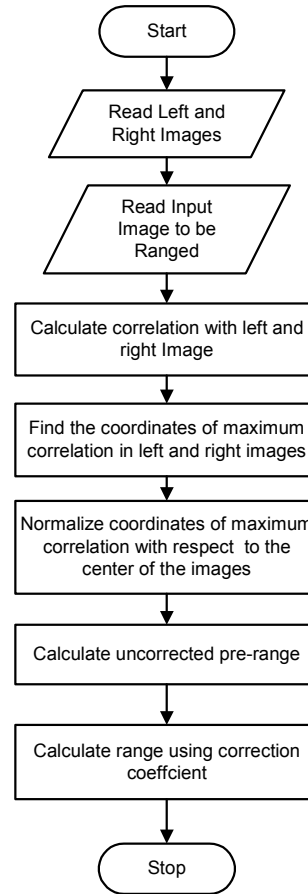 Start
Read Left and
Right Images
Read Input
Image to be
Ranged
Calculate correlation with left and
right Image
Find the coordinates of maximum
correlation in left and right images
Normalize coordinates of maximum
correlation with respect to the
center of the images
Calculate uncorrected pre-range
Calculate range using correction
coeffcient
Stop